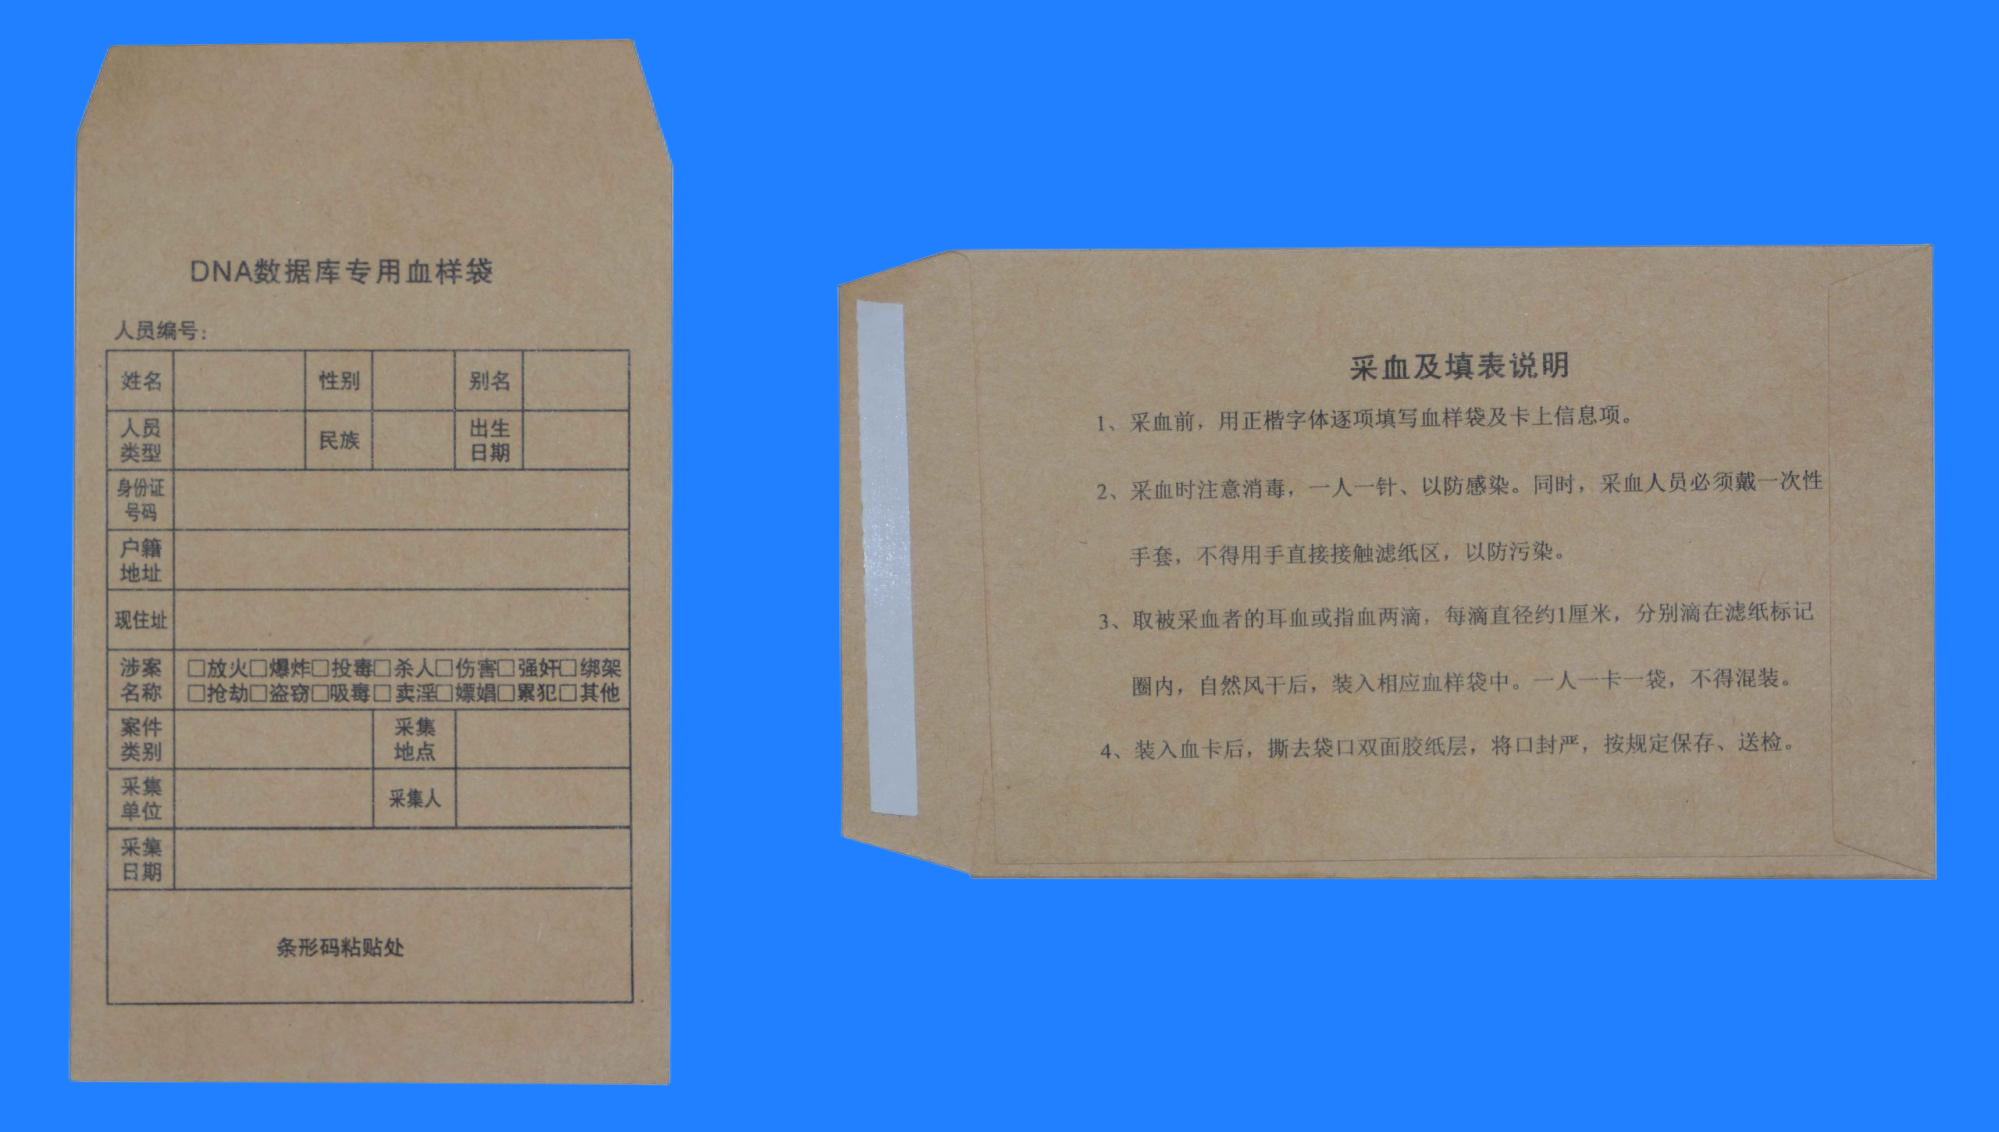 DNA数据库专用血样袋
人员编号:
姓名 性别 别名
人员类型 民族 出生日期
身份证号码
户籍地址
现住址
涉案名称 □放火□爆炸□投毒□杀人□伤害□强奸□绑架
□抢劫□盗窃□吸毒□卖淫□嫖娼□累犯□其他
案件类别 采集地点
采集单位 采集人
采集日期
条形码粘贴处
采血及填表说明
1、采血前，用正楷字体逐项填写血样袋及卡上信息项。
2、采血时注意消毒，一人一针、以防感染。同时，采血人员必须戴一次性
手套，不得用手直接接触滤纸区，以防污染。
3、取被采血者的耳血或指血两滴，每滴直径约1厘米，分别滴在滤纸标记
圈内，自然风干后，装入相应血样袋中。一人一卡一袋，不得混装。
4、装入血卡后，撕去袋口双面胶纸层，将口封严，按规定保存、送检。